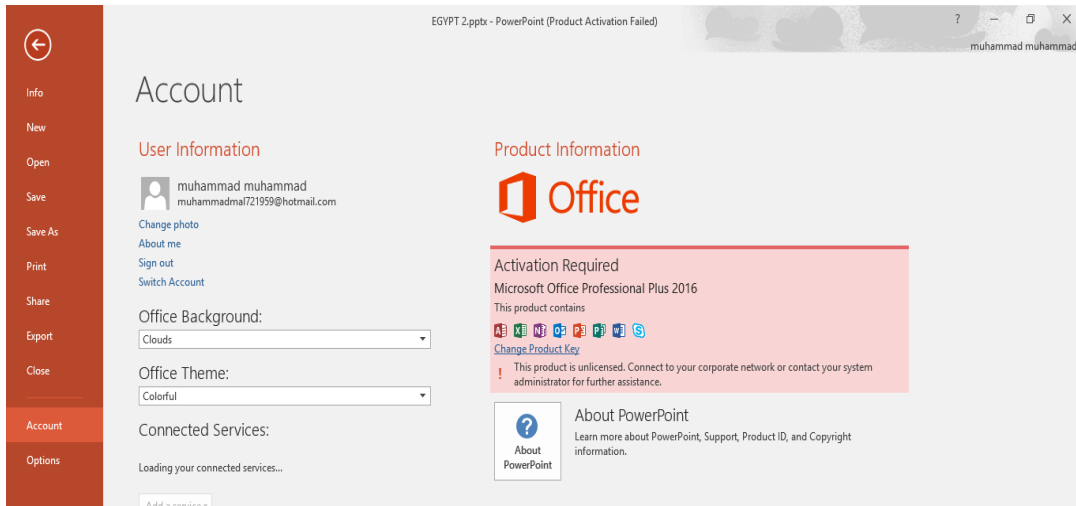 EGYPT 2.pptx - PowerPoint (Product Activation Failed)
?
muhammad muhammad
Info
New
Open
Save
Save As
Print
Share
Export
Close
Account
Options
Account
User Information
muhammad muhammad
muhammadmal721959@hotmail.com
Change photo
About me
Sign out
Switch Account
Office Background:
Clouds
Office Theme:
Colorful
Connected Services:
Loading your connected services...
Add a service
Product Information
Office
Activation Required
Microsoft Office Professional Plus 2016
This product contains
Change Product Key
! This product is unlicensed. Connect to your corporate network or contact your system
administrator for further assistance.
?
About
PowerPoint
About PowerPoint
Learn more about PowerPoint, Support, Product ID, and Copyright
information.